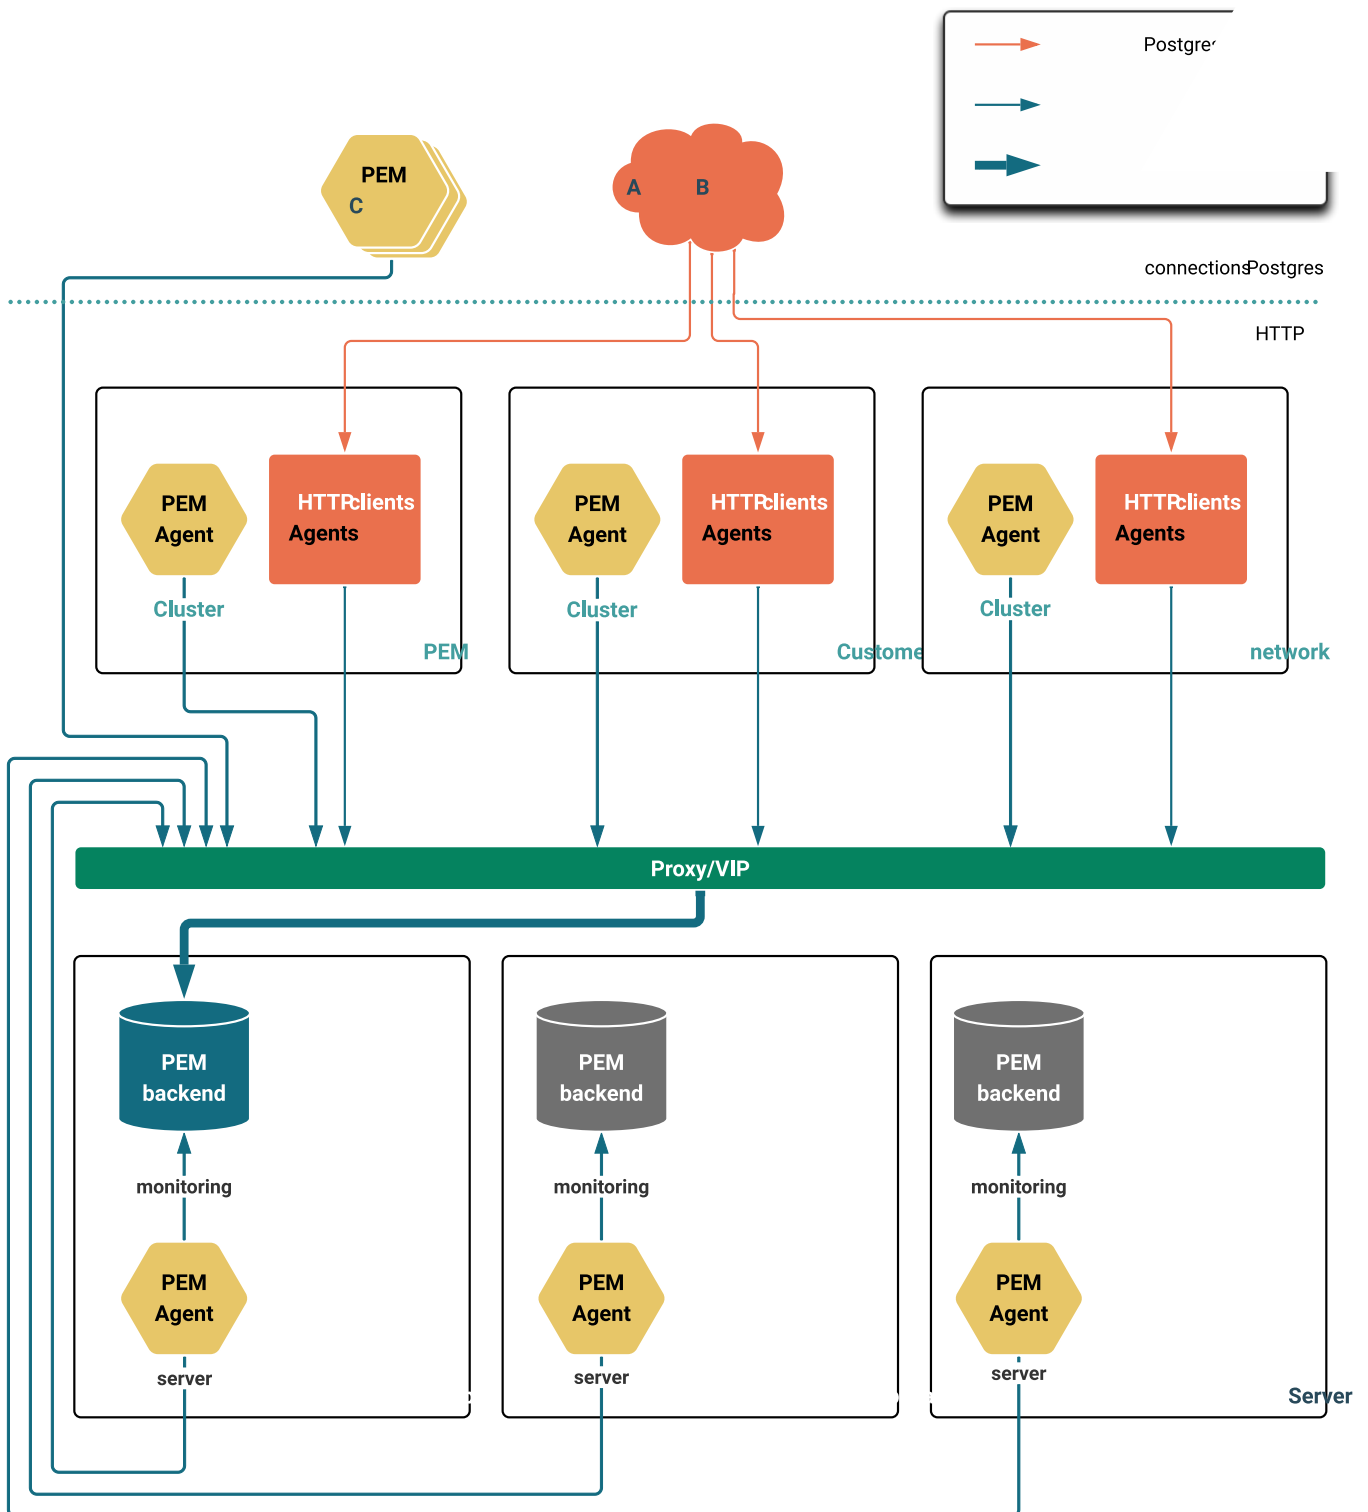 Postgre
PEM
C
A B
connectionsPostgres
HTTP
HTTPclients
PEM
Agent
Agents
Cluster
PEM
HTTPclients
PEM
Agent
Agents
Cluster
Custome
HTTPclients
PEM
Agent
Agents
Cluster
network
Proxy/VIP
PEM
backend
monitoring
PEM
Agent
server
PEM
backend
monitoring
PEM
Agent
server
PEM
backend
monitoring
PEM
Agent
server
Server